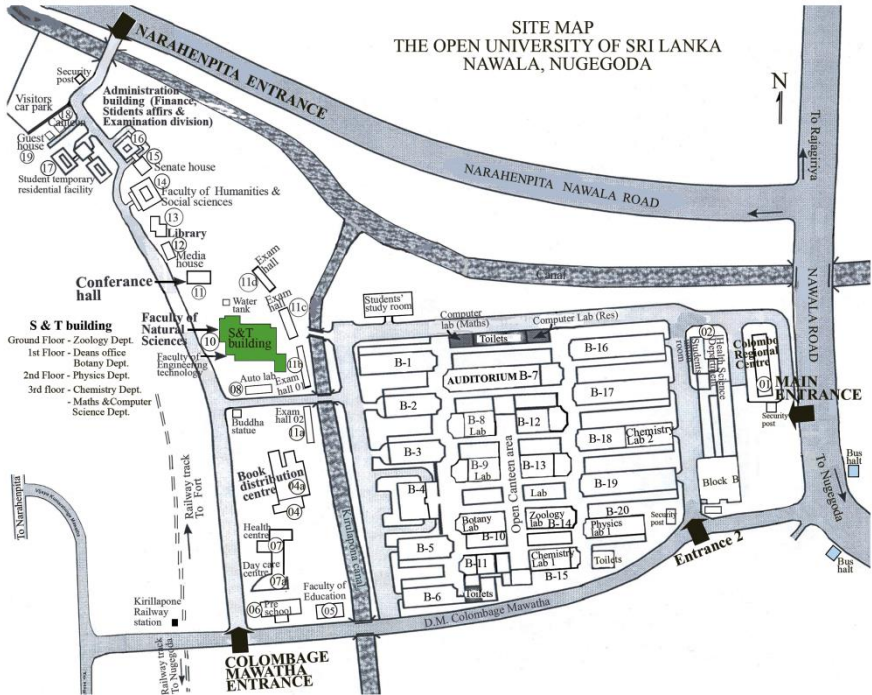 SITE MAP
THE OPEN UNIVERSITY OF SRI LANKA
NAWALA, NUGEGODA
N
NARAHENPITA ENTRANCE
Security
post
Visitors
car park
Administration
building (Finance,
Stidents affirs &
Examination division)
18
Canteen
Guest
house
19
17
16
15
Senate house
Student temporary
residential facility
14
Faculty of Humanities &
Social sciences
13
Library
12
Media
house
Conferance
hall
11
Exam
hall
11d
NARAHENPITA NAWALA ROAD
To Rajagiriya
Canal
NAWALA ROAD
Water
tank
Exam
hall
11c
Students'
study room
Computer
lab (Maths)
Computer Lab (Res)
Toilets
S & T building
Ground Floor - Zoology Dept.
1st Floor - Deans office
Botany Dept.
2nd Floor - Physics Dept.
3rd floor - Chemistry Dept.
- Maths &Computer
Science Dept.
Faculty of
Natural
Sciences
10
S&T
building
Faculty of
Engineering
technology
11b
08
Auto lab
Exam
hall 01
Buddha
statue
Exam
hall 02
11a
B-1
B-16
AUDITORIUM
B-7
B-2
B-17
B-8
Lab
B-12
B-18
Chemistry
Lab 2
B-3
B-9
Lab
B-13
B-19
B-4
Lab
Open Canteen area
B-20
Botany
Lab
Zoology
lab
B-14
Physics
lab 1
B-10
B-5
B-11
Chemistry
Lab 1
B-15
Toilets
B-6
Toilets
02
Health Science
Department
Students'
room
Colombo
Regional
Centre
01
MAIN
ENTRANCE
Security
post
Block B
Security
post
Entrance 2
To Nugegoda
Bus
halt
Bus
halt
Book
distribution
centre
04a
04
Health
centre
07
Day care
centre
07a
Faculty of
Education
06
Pre
school
05
Kirulapona canal
To Narahenpita
Railway track
To Fort
Kirillapone
Railway
station
Railway track
To Nugegoda
D.M. Colombage Mawatha
COLOMBAGE
MAWATHA
ENTRANCE